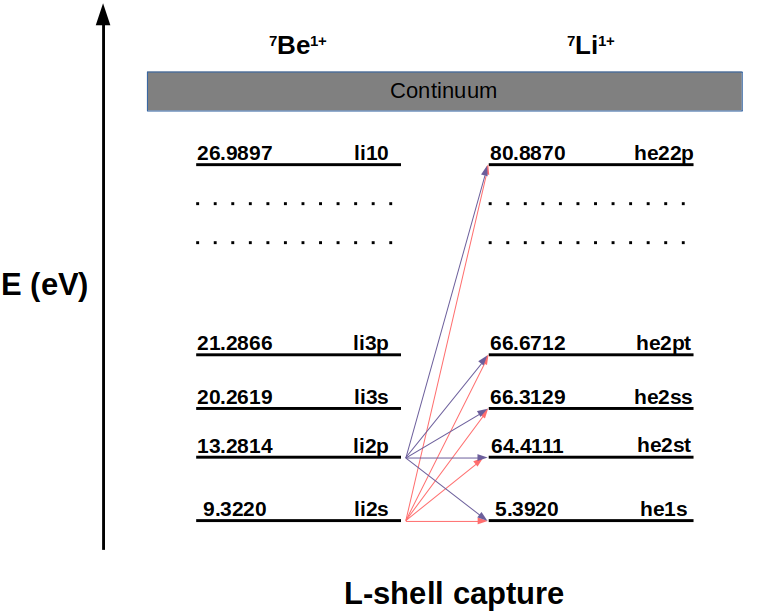 ⁷Be¹⁺ ⁷Li¹⁺
Continuum
26.9897 li10 80.8870 he22p
E (eV)
21.2866 li3p 66.6712 he2pt
20.2619 li3s 66.3129 he2ss
13.2814 li2p 64.4111 he2st
9.3220 li2s 5.3920 he1s
L-shell capture